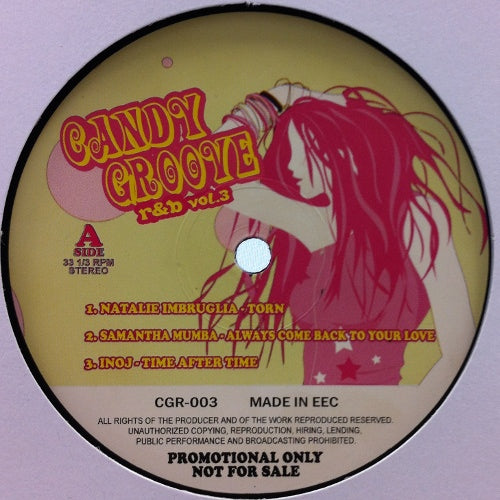 CANDY
GROOVE
r&b vol.3
A
SIDE
33 1/3 RPM
STEREO
1. NATALIE IMBRUGLIA - TORN
2. SAMANTHA MUMBA - ALWAYS COME BACK TO YOUR LOVE
3. INOJ - TIME AFTER TIME
CGR-003 MADE IN EEC
ALL RIGHTS OF THE PRODUCER AND OF THE WORK REPRODUCED RESERVED.
UNAUTHORIZED COPYING, REPRODUCTION, HIRING, LENDING,
PUBLIC PERFORMANCE AND BROADCASTING PROHIBITED.
PROMOTIONAL ONLY
NOT FOR SALE